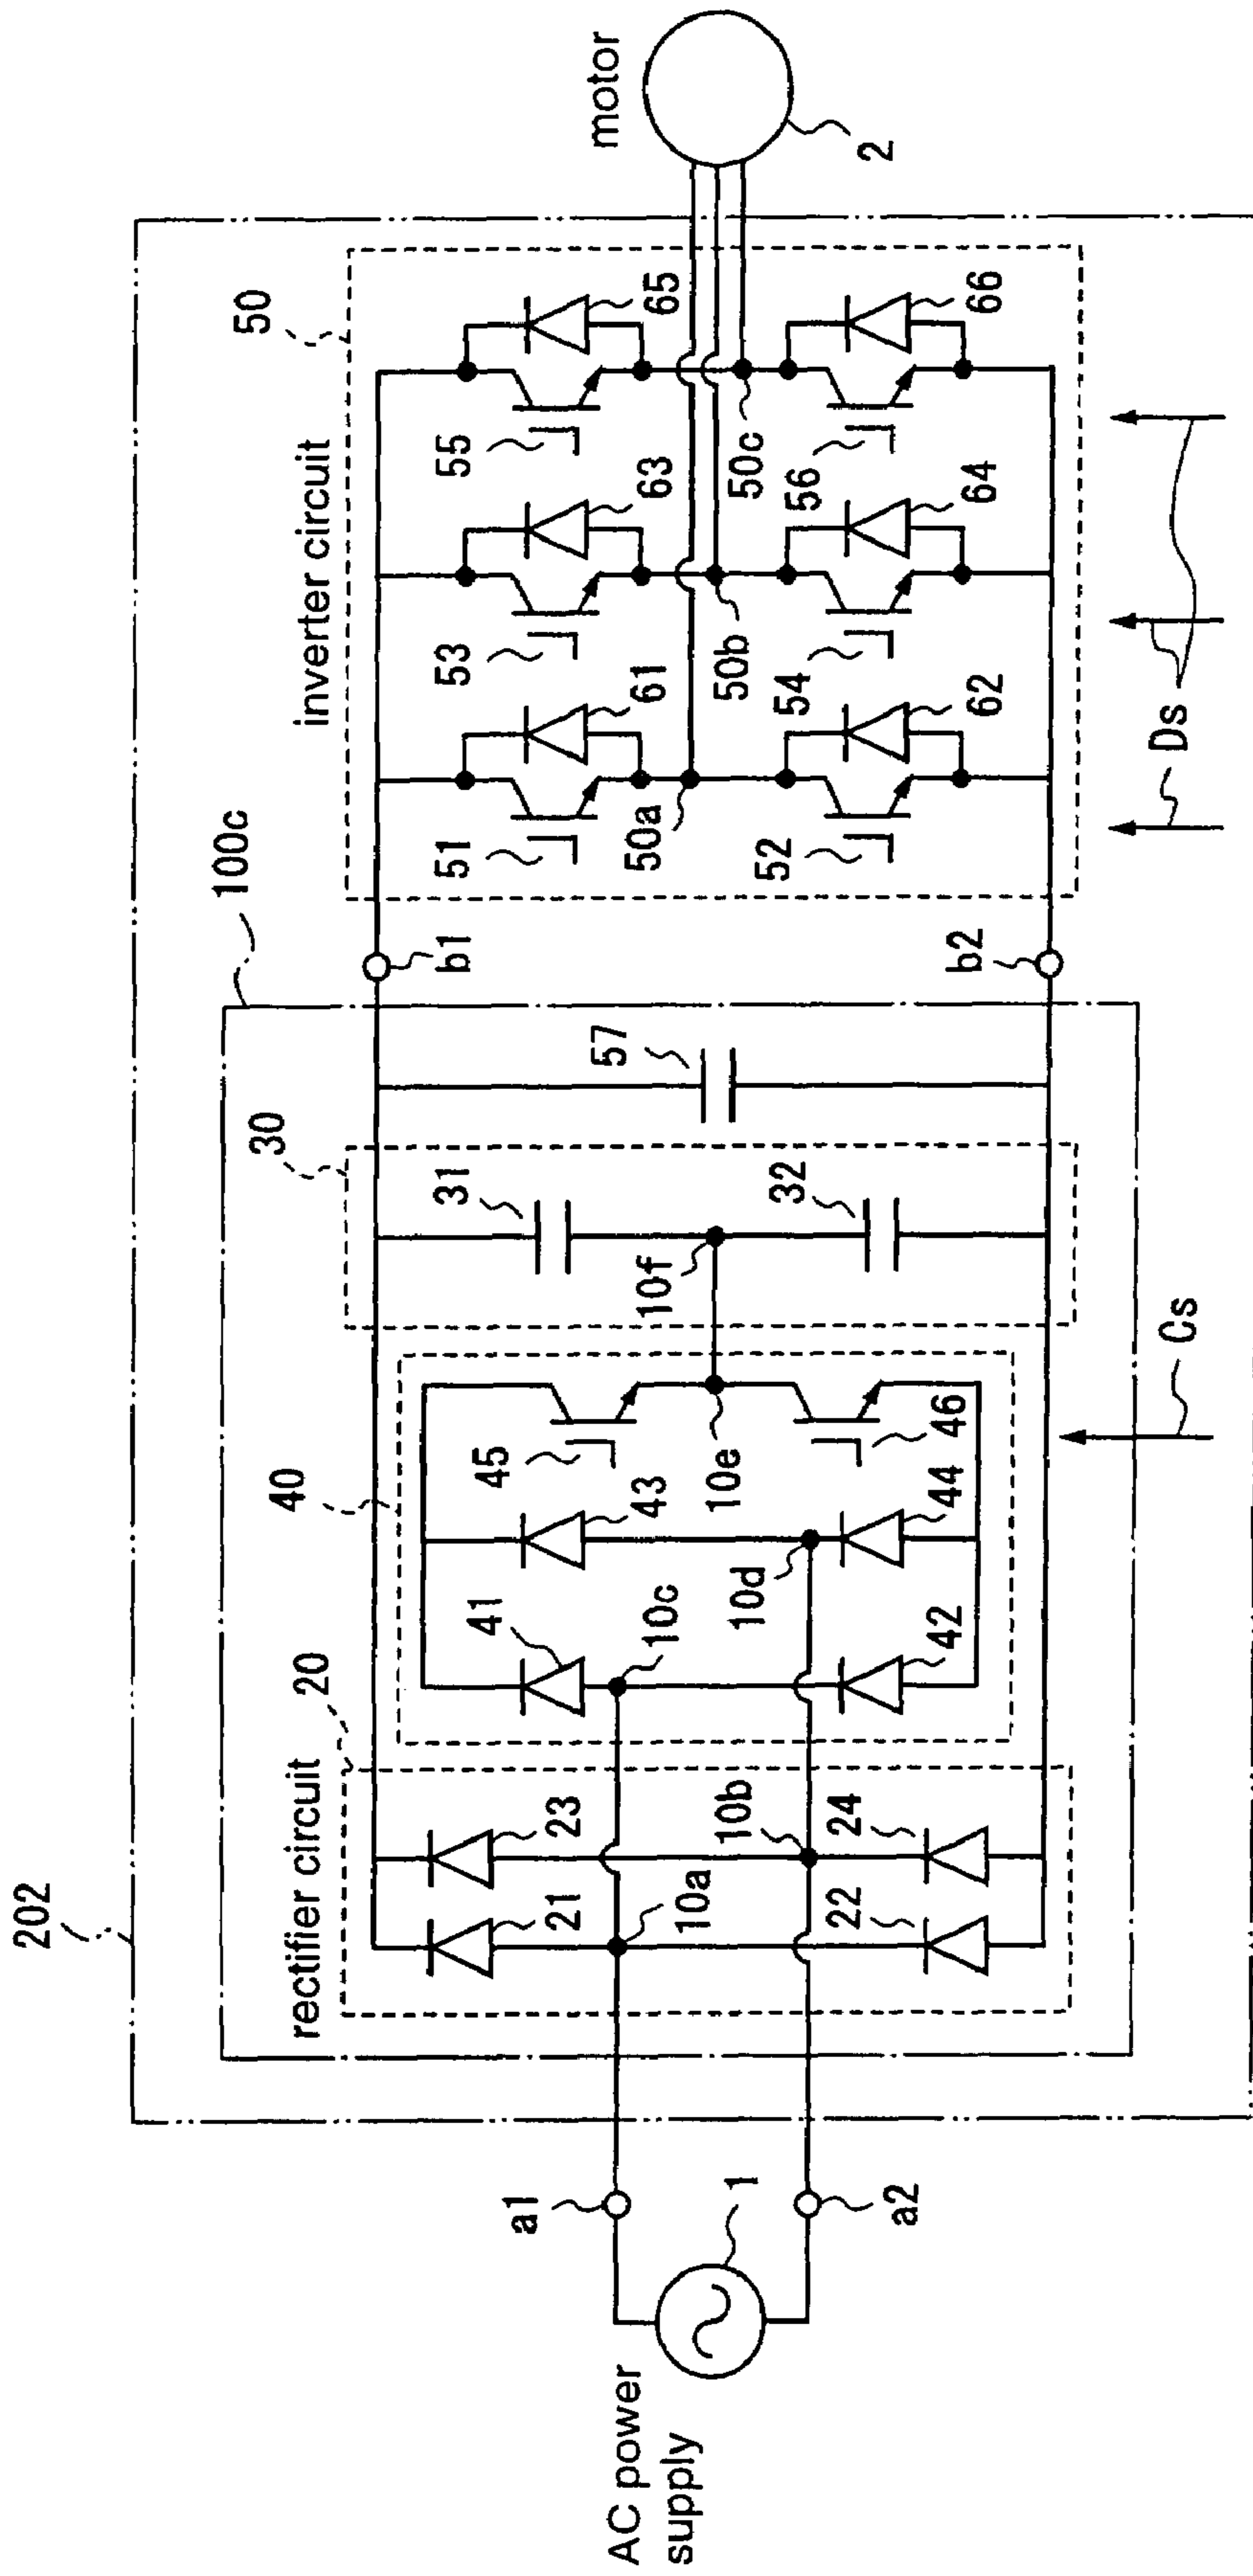 202
100c
rectifier circuit
20
40
30
inverter circuit
50
motor
2
AC power
supply
1
a1
a2
b1
b2
21
23
22
24
10a
10b
41
43
42
44
10c
10d
45
46
10e
31
32
10f
57
51
53
55
61
63
65
50a
50b
50c
52
54
56
62
64
66
Cs
Ds